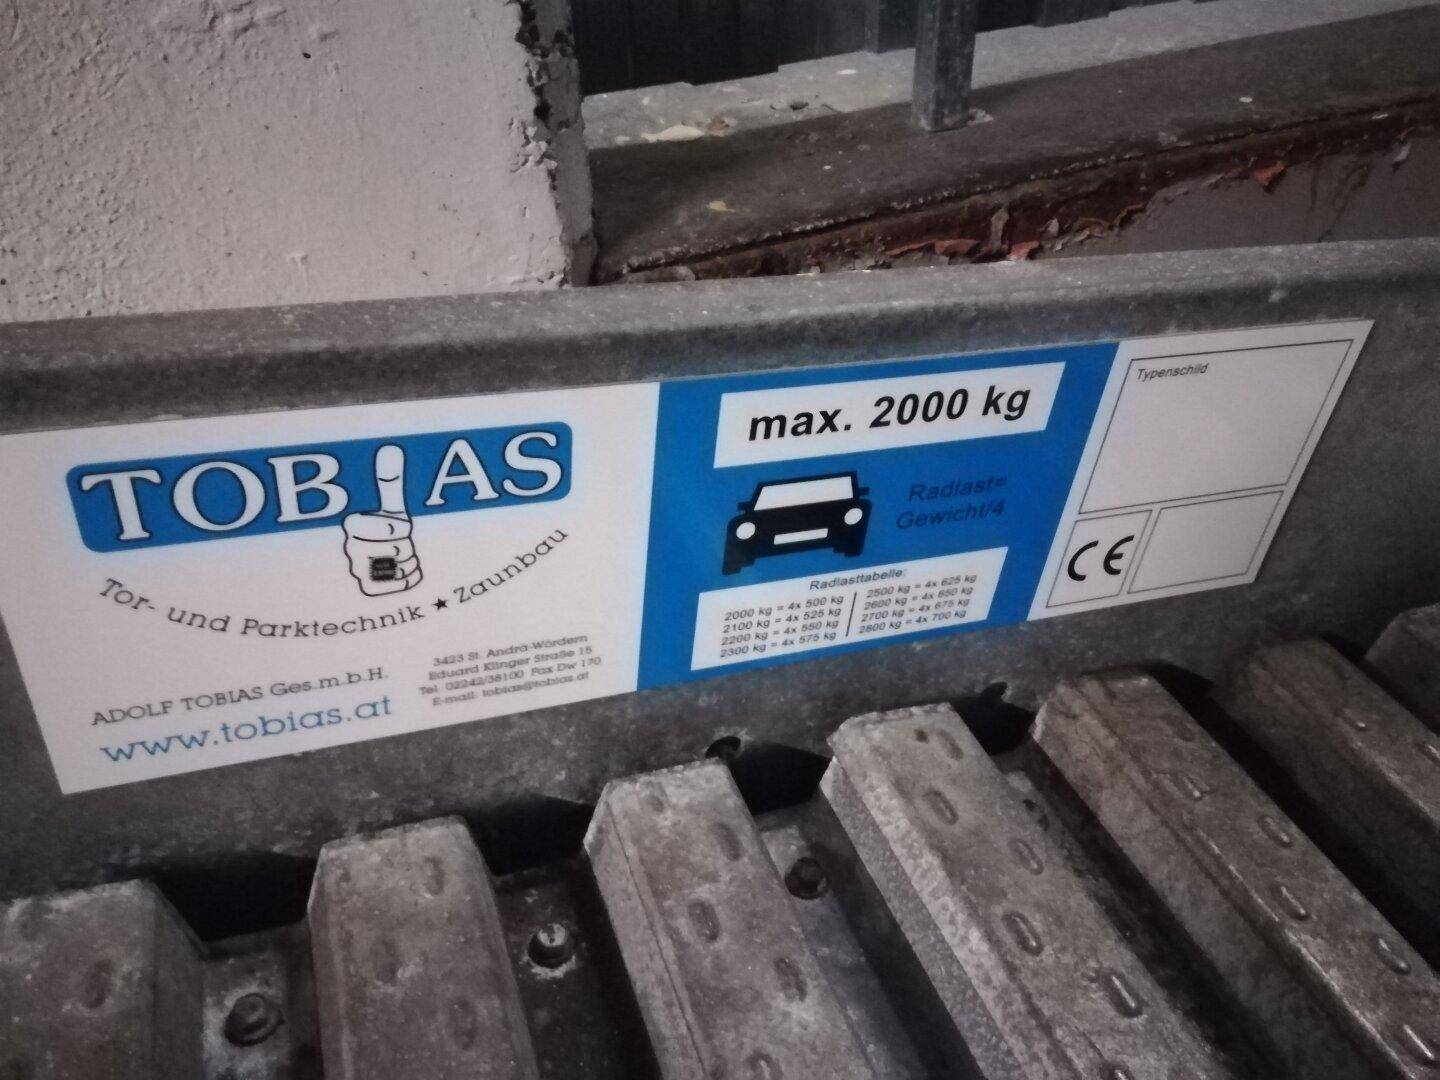 TOBIAS
Tor- und Parktechnik ★ Zaunbau
ADOLF TOBIAS Ges.m.b.H.
www.tobias.at
3423 St. Andrä-Wördern
Eduard Klinger Straße 15
Tel. 02242/38100 Fax Dw 170
E-mail: tobias@tobias.at
max. 2000 kg
Radlast=
Gewicht/4
Radlasttabelle:
2000 kg = 4x 500 kg
2100 kg = 4x 525 kg
2200 kg = 4x 550 kg
2300 kg = 4x 575 kg
2500 kg = 4x 625 kg
2600 kg = 4x 650 kg
2700 kg = 4x 675 kg
2800 kg = 4x 700 kg
Typenschild
CE